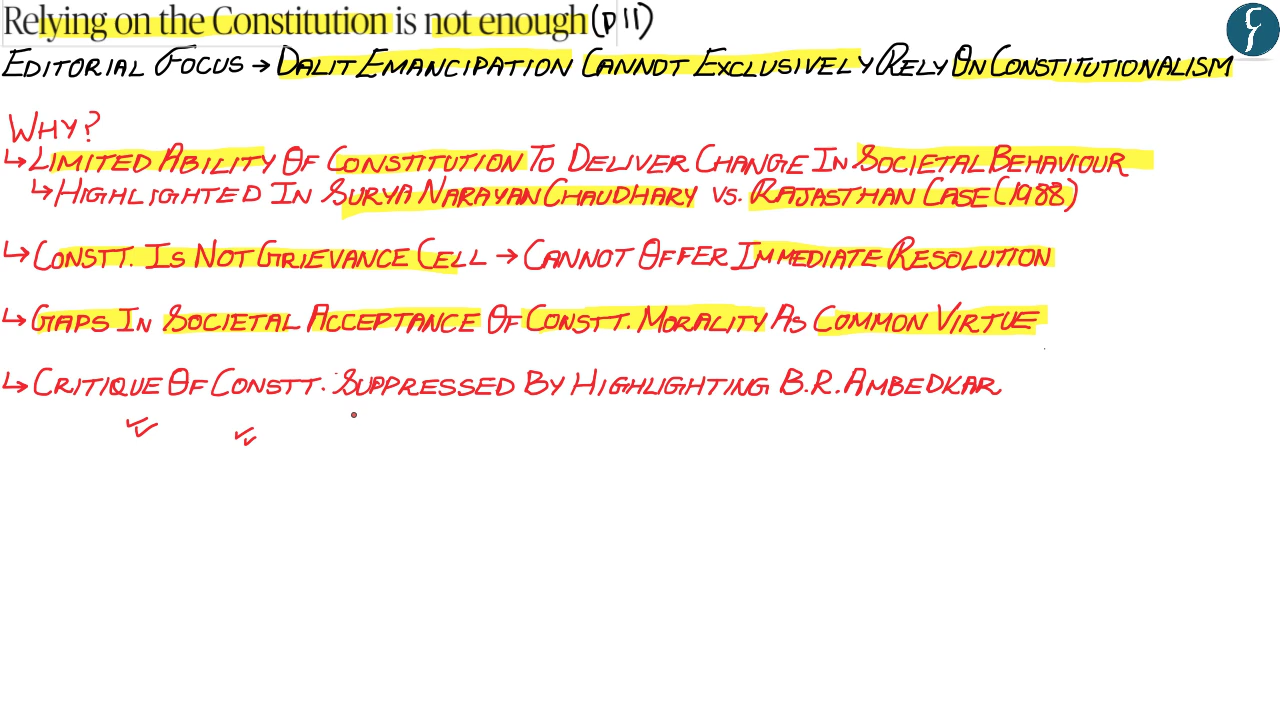 Relying on the Constitution is not enough (P11)
EDITORIAL FOCUS → DALIT EMANCIPATION CANNOT EXCLUSIVELY RELY ON CONSTITUTIONALISM
WHY?
↳ LIMITED ABILITY OF CONSTITUTION TO DELIVER CHANGE IN SOCIETAL BEHAVIOUR
↳ HIGHLIGHTED IN SURYA NARAYAN CHAUDHARY VS. RAJASTHAN CASE (1988)
↳ CONSTT. IS NOT GRIEVANCE CELL → CANNOT OFFER IMMEDIATE RESOLUTION
↳ GAPS IN SOCIETAL ACCEPTANCE OF CONSTT. MORALITY AS COMMON VIRTUE
↳ CRITIQUE OF CONSTT. SUPPRESSED BY HIGHLIGHTING B.R. AMBEDKAR